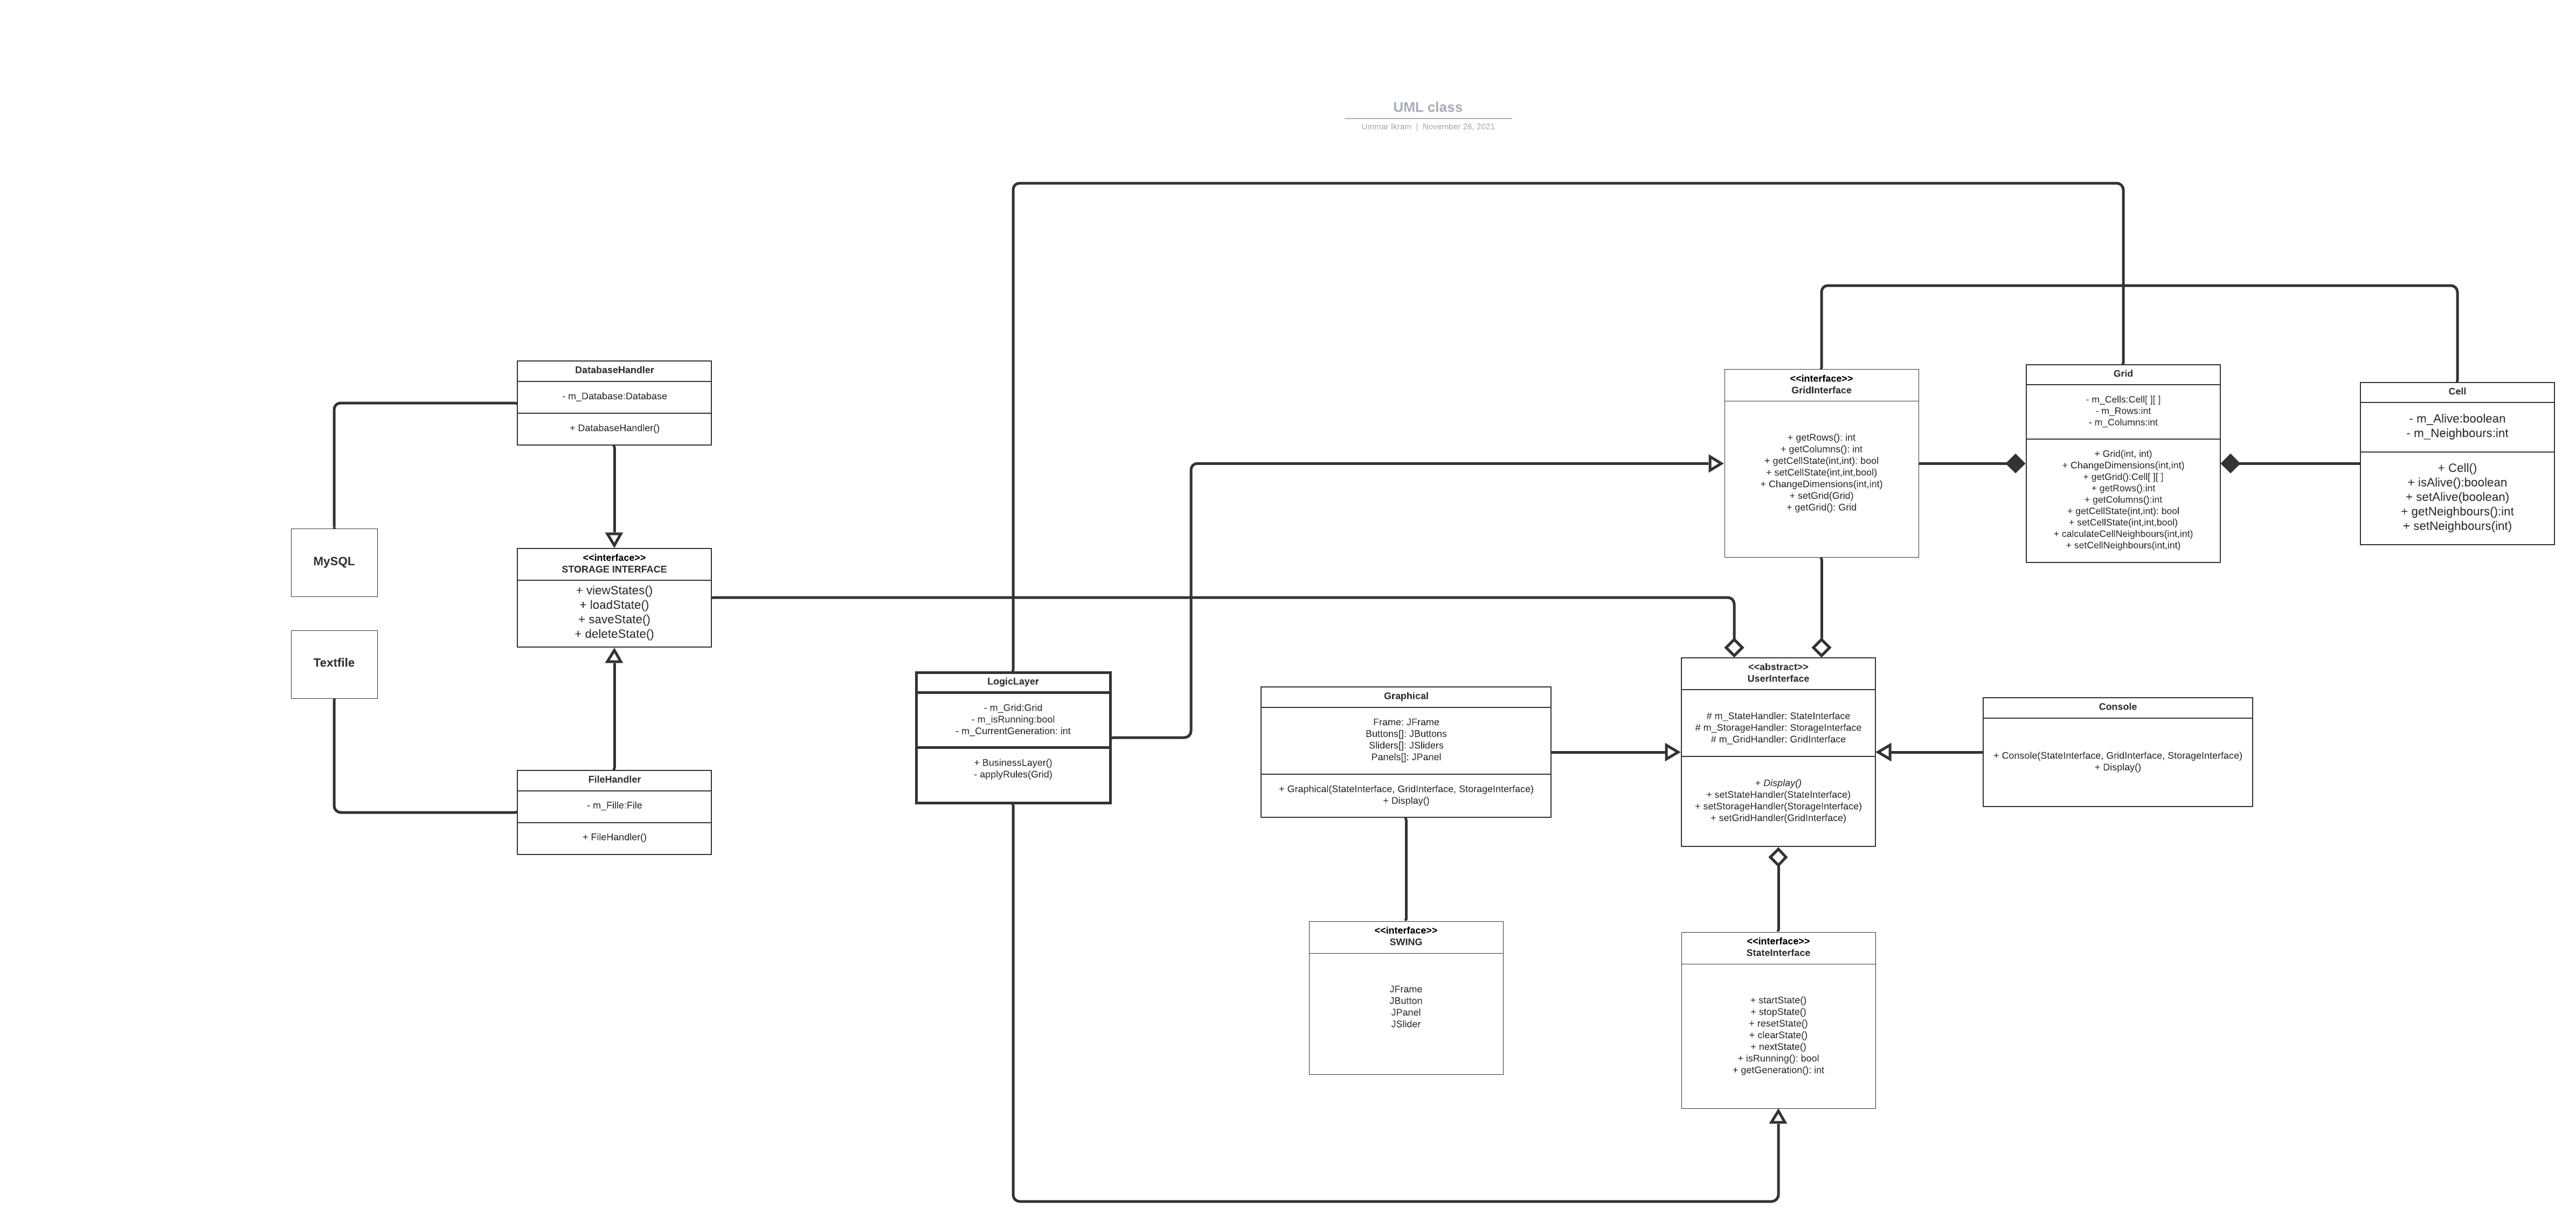 UML class
Ummar Ikram | November 28, 2021
DatabaseHandler
- m_Database:Database
+ DatabaseHandler()
MySQL
Textfile
<<interface>>
STORAGE INTERFACE
+ viewStates()
+ loadState()
+ saveState()
+ deleteState()
FileHandler
- m_Fille:File
+ FileHandler()
LogicLayer
- m_Grid:Grid
- m_isRunning:bool
- m_CurrentGeneration: int
+ BusinessLayer()
- applyRules(Grid)
<<interface>>
GridInterface
+ getRows(): int
+ getColumns(): int
+ getCellState(int,int): bool
+ setCellState(int,int,bool)
+ ChangeDimensions(int,int)
+ setGrid(Grid)
+ getGrid(): Grid
Grid
- m_Cells:Cell[ ][ ]
- m_Rows:int
- m_Columns:int
+ Grid(int, int)
+ ChangeDimensions(int,int)
+ getGrid():Cell[ ][ ]
+ getRows():int
+ getColumns():int
+ getCellState(int,int): bool
+ setCellState(int,int,bool)
+ calculateCellNeighbours(int,int)
+ setCellNeighbours(int,int)
Cell
- m_Alive:boolean
- m_Neighbours:int
+ Cell()
+ isAlive():boolean
+ setAlive(boolean)
+ getNeighbours():int
+ setNeighbours(int)
Graphical
Frame: JFrame
Buttons[]: JButtons
Sliders[]: JSliders
Panels[]: JPanel
+ Graphical(StateInterface, GridInterface, StorageInterface)
+ Display()
<<abstract>>
UserInterface
# m_StateHandler: StateInterface
# m_StorageHandler: StorageInterface
# m_GridHandler: GridInterface
+ Display()
+ setStateHandler(StateInterface)
+ setStorageHandler(StorageInterface)
+ setGridHandler(GridInterface)
Console
+ Console(StateInterface, GridInterface, StorageInterface)
+ Display()
<<interface>>
SWING
JFrame
JButton
JPanel
JSlider
<<interface>>
StateInterface
+ startState()
+ stopState()
+ resetState()
+ clearState()
+ nextState()
+ isRunning(): bool
+ getGeneration(): int